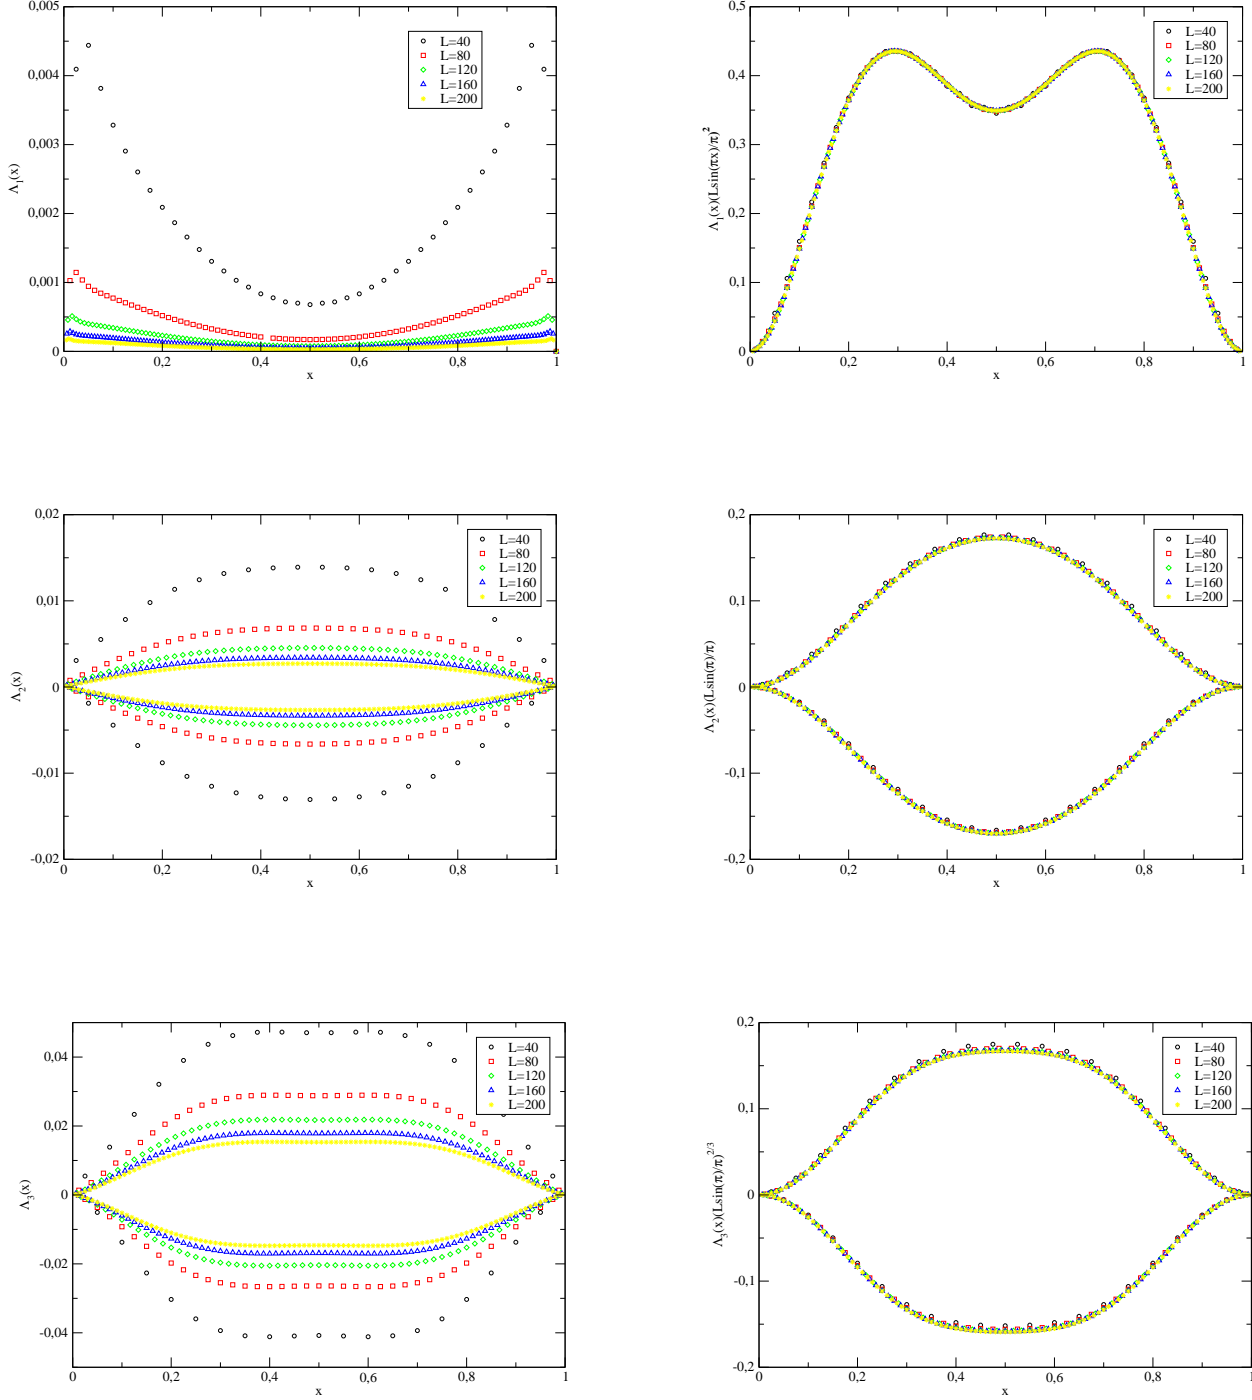 0,005
0,004
0,003
0,002
0,001
0
Λ1(x)
0 0,2 0,4 0,6 0,8 1
x
L=40
L=80
L=120
L=160
L=200
0,5
0,4
0,3
0,2
0,1
0
Λ1(x)(Lsin(πx)/π)²
0 0,2 0,4 0,6 0,8 1
x
L=40
L=80
L=120
L=160
L=200
0,02
0,01
0
-0,01
-0,02
Λ2(x)
0 0,2 0,4 0,6 0,8 1
x
L=40
L=80
L=120
L=160
L=200
0,2
0,1
0
-0,1
-0,2
Λ2(x)(Lsin(π)/π)
0 0,2 0,4 0,6 0,8 1
x
L=40
L=80
L=120
L=160
L=200
0,04
0,02
0
-0,02
-0,04
Λ3(x)
0 0,2 0,4 0,6 0,8 1
x
L=40
L=80
L=120
L=160
L=200
0,2
0,1
0
-0,1
-0,2
Λ3(x)(Lsin(π)/π)^2/3
0 0,2 0,4 0,6 0,8 1
x
L=40
L=80
L=120
L=160
L=200